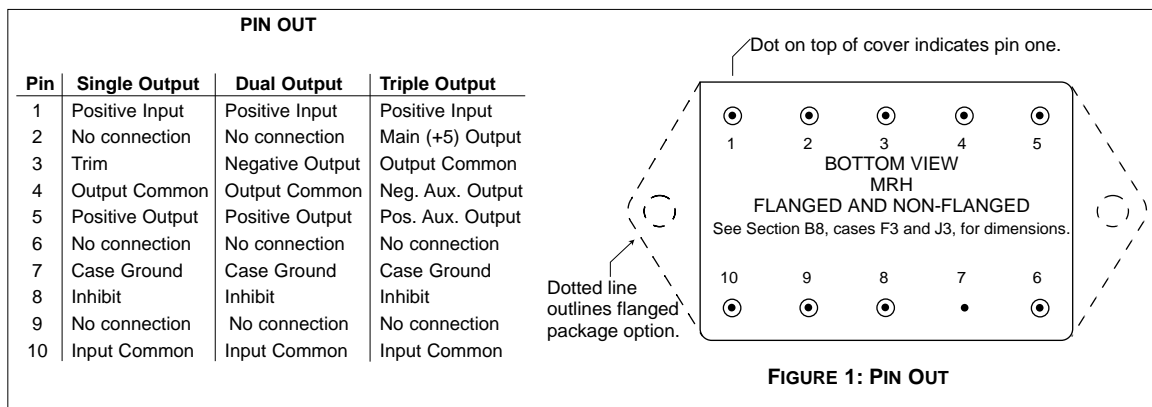 PIN OUT
Pin Single Output Dual Output Triple Output
1 Positive Input Positive Input Positive Input
2 No connection No connection Main (+5) Output
3 Trim Negative Output Output Common
4 Output Common Output Common Neg. Aux. Output
5 Positive Output Positive Output Pos. Aux. Output
6 No connection No connection No connection
7 Case Ground Case Ground Case Ground
8 Inhibit Inhibit Inhibit
9 No connection No connection No connection
10 Input Common Input Common Input Common
Dot on top of cover indicates pin one.
1 2 3 4 5
BOTTOM VIEW
MRH
FLANGED AND NON-FLANGED
See Section B8, cases F3 and J3, for dimensions.
10 9 8 7 6
Dotted line
outlines flanged
package option.
FIGURE 1: PIN OUT